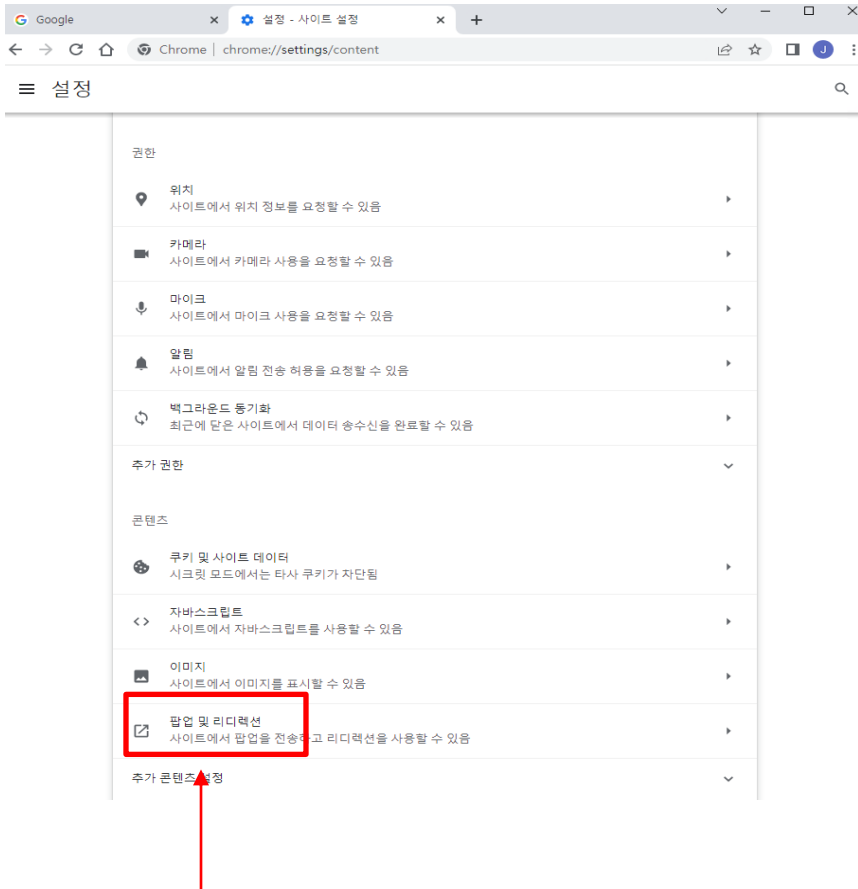 Google
설정 - 사이트 설정
Chrome | chrome://settings/content
J
설정
권한
위치
사이트에서 위치 정보를 요청할 수 있음
카메라
사이트에서 카메라 사용을 요청할 수 있음
마이크
사이트에서 마이크 사용을 요청할 수 있음
알림
사이트에서 알림 전송 허용을 요청할 수 있음
백그라운드 동기화
최근에 닫은 사이트에서 데이터 송수신을 완료할 수 있음
추가 권한
콘텐츠
쿠키 및 사이트 데이터
시크릿 모드에서는 타사 쿠키가 차단됨
자바스크립트
사이트에서 자바스크립트를 사용할 수 있음
이미지
사이트에서 이미지를 표시할 수 있음
팝업 및 리디렉션
사이트에서 팝업을 전송하고 리디렉션을 사용할 수 있음
추가 콘텐츠 설정